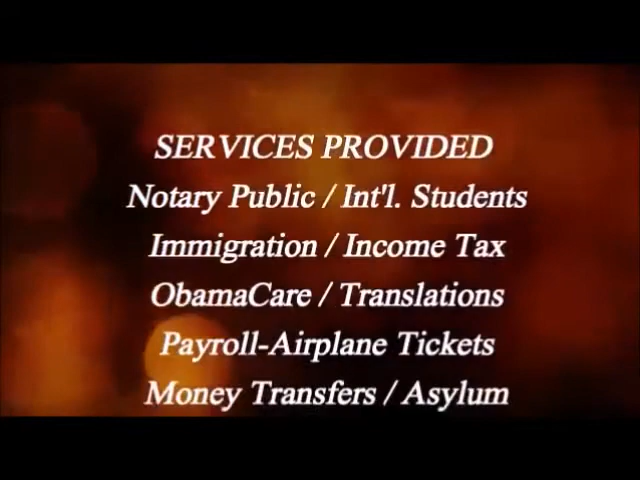 SERVICES PROVIDED
Notary Public / Int'l. Students
Immigration / Income Tax
ObamaCare / Translations
Payroll-Airplane Tickets
Money Transfers / Asylum